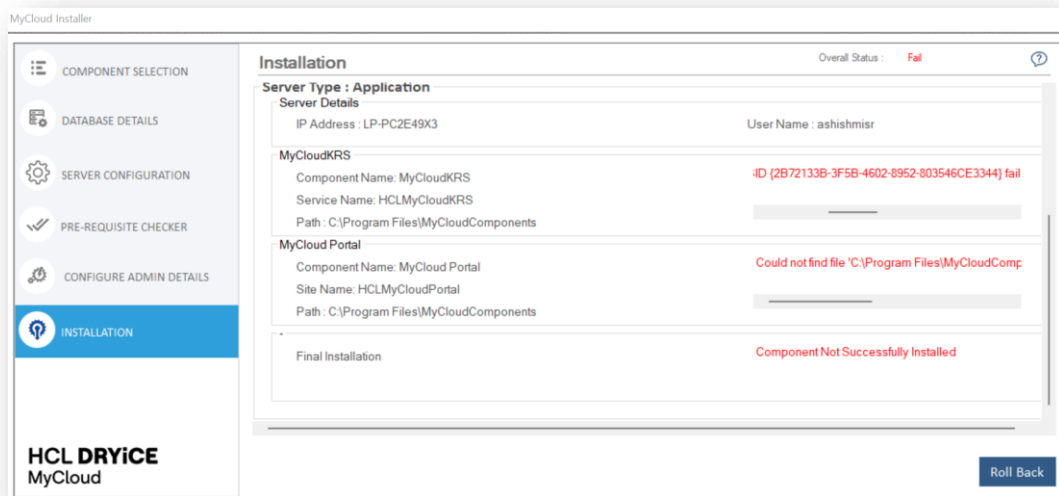 MyCloud Installer
COMPONENT SELECTION
DATABASE DETAILS
SERVER CONFIGURATION
PRE-REQUISITE CHECKER
CONFIGURE ADMIN DETAILS
INSTALLATION
HCL DRYiCE
MyCloud
Installation
Overall Status : Fail
?
Server Type : Application
Server Details
IP Address : LP-PC2E49X3 User Name : ashishmisr
MyCloudKRS
Component Name: MyCloudKRS
ID {2B72133B-3F5B-4602-8952-803546CE3344} fail
Service Name: HCLMyCloudKRS
Path : C:\Program Files\MyCloudComponents
MyCloud Portal
Component Name: MyCloud Portal
Could not find file 'C:\Program Files\MyCloudComp
Site Name: HCLMyCloudPortal
Path : C:\Program Files\MyCloudComponents
Final Installation
Component Not Successfully Installed
Roll Back